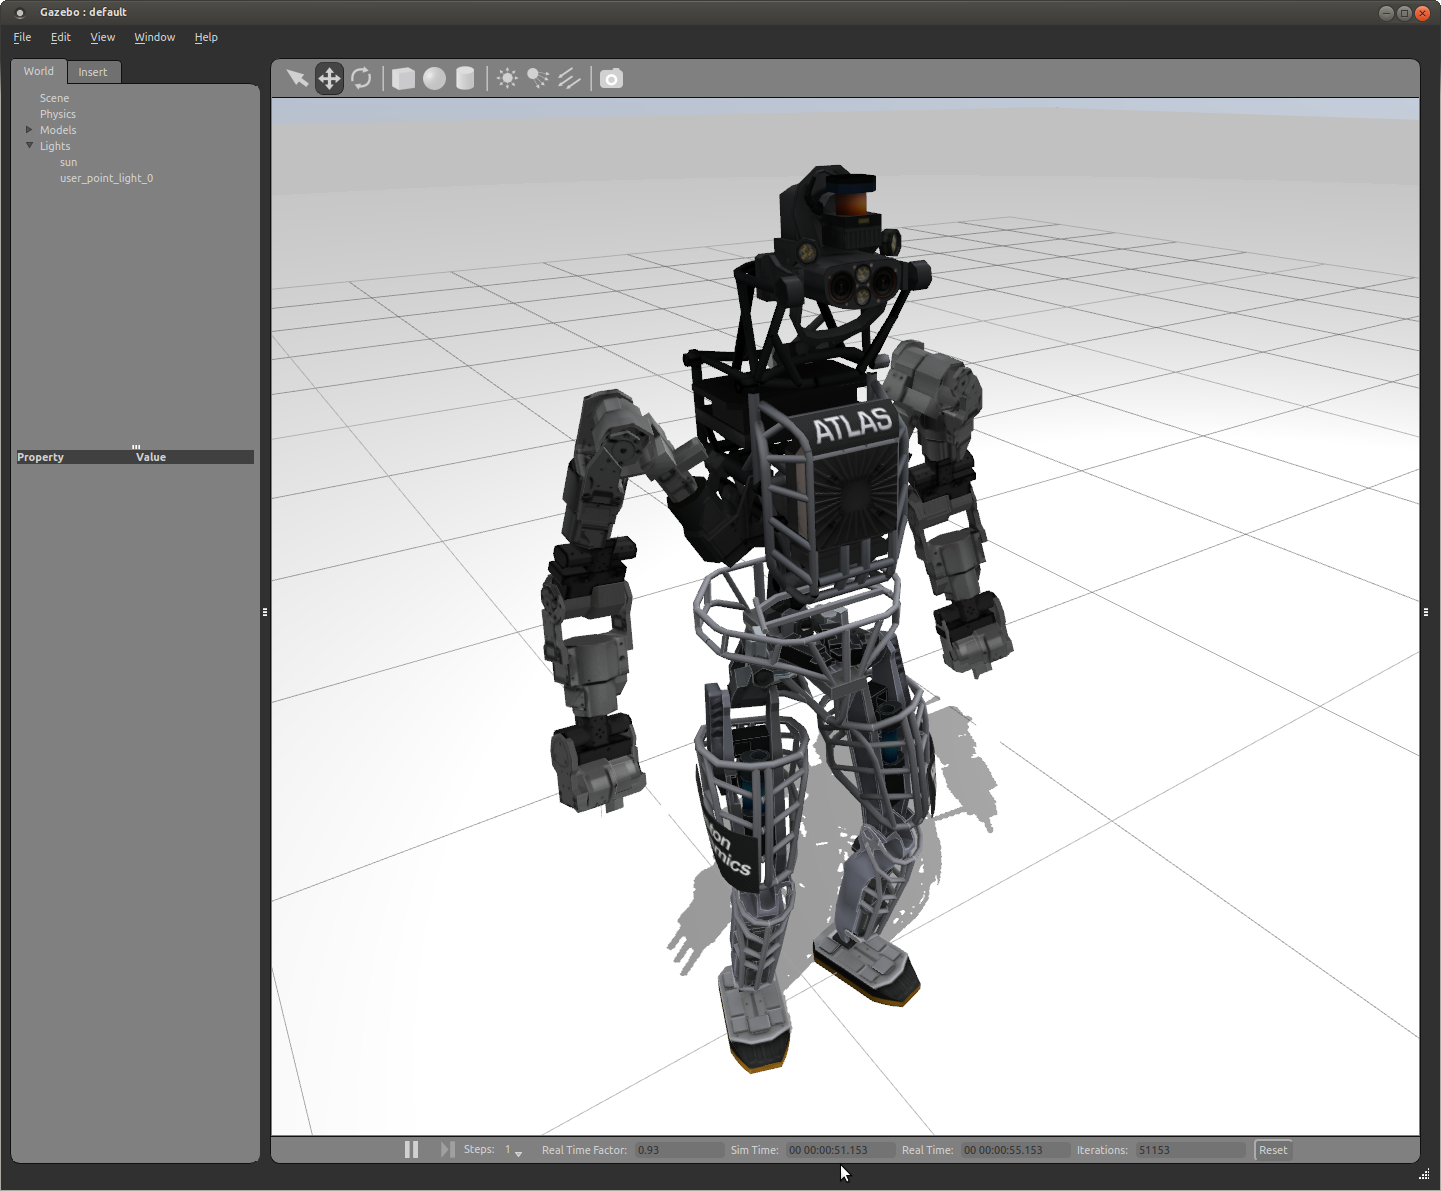 Gazebo : default
File Edit View Window Help
World Insert
Scene
Physics
Models
Lights
sun
user_point_light_0
Property Value
ATLAS
ion
mics
Steps: 1 Real Time Factor: 0.93 Sim Time: 00 00:00:51.153 Real Time: 00 00:00:55.153 Iterations: 51153 Reset